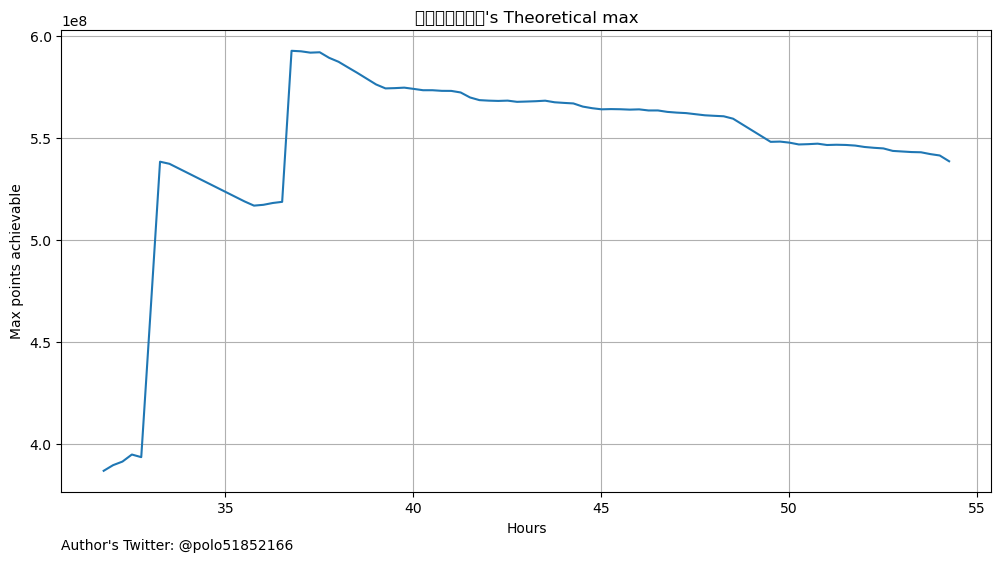 's Theoretical max
1e8
6.0
5.5
5.0
4.5
4.0
Max points achievable
35
40
45
50
55
Hours
Author's Twitter: @polo51852166